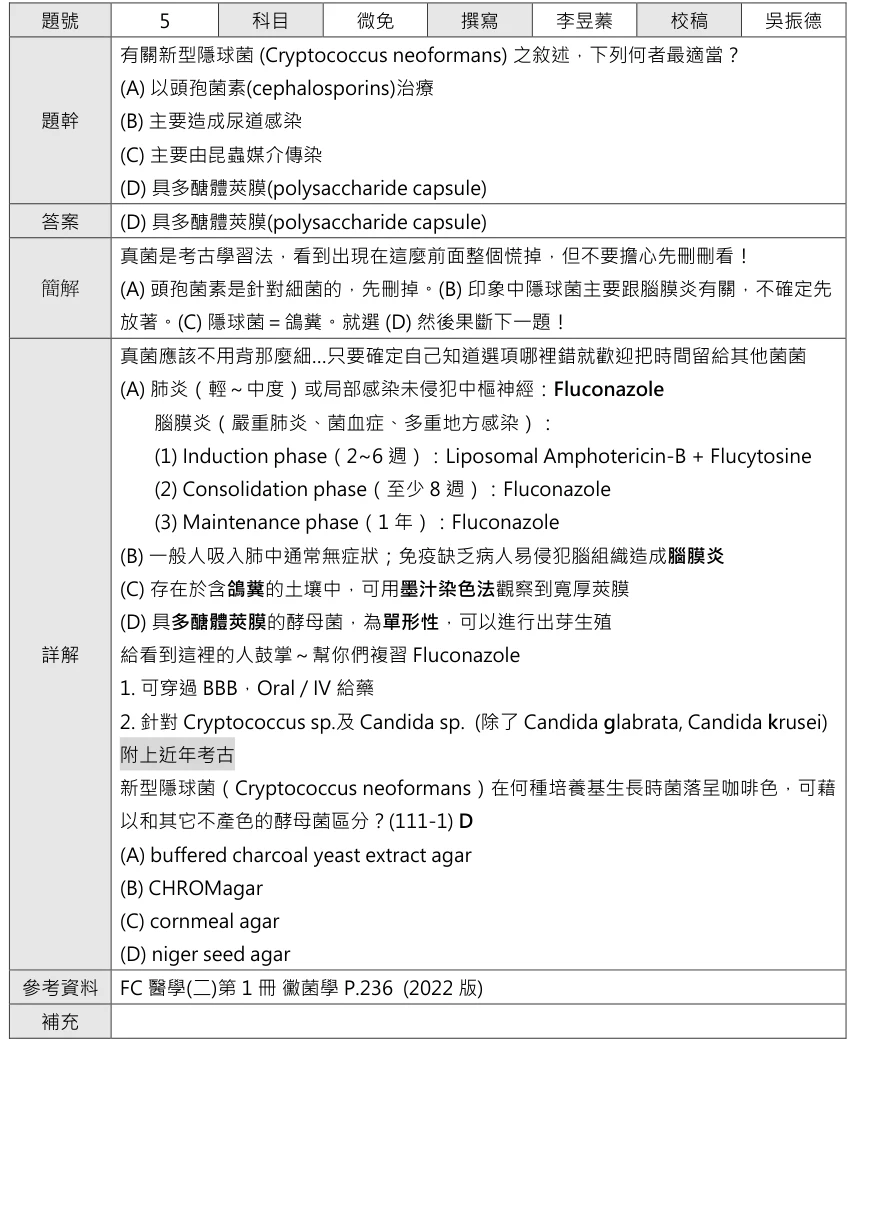 題號 5 科目 微免 撰寫 李昱蓁 校稿 吳振德
題幹
有關新型隱球菌 (Cryptococcus neoformans) 之敘述，下列何者最適當？
(A) 以頭孢菌素(cephalosporins)治療
(B) 主要造成尿道感染
(C) 主要由昆蟲媒介傳染
(D) 具多醣體莢膜(polysaccharide capsule)
答案 (D) 具多醣體莢膜(polysaccharide capsule)
簡解
真菌是考古學習法，看到出現在這麼前面整個慌掉，但不要擔心先刪刪看！
(A) 頭孢菌素是針對細菌的，先刪掉。(B) 印象中隱球菌主要跟腦膜炎有關，不確定先
放著。(C) 隱球菌＝鴿糞。就選 (D) 然後果斷下一題！
詳解
真菌應該不用背那麼細…只要確定自己知道選項哪裡錯就歡迎把時間留給其他菌菌
(A) 肺炎（輕～中度）或局部感染未侵犯中樞神經：Fluconazole
腦膜炎（嚴重肺炎、菌血症、多重地方感染）：
(1) Induction phase（2~6 週）：Liposomal Amphotericin-B + Flucytosine
(2) Consolidation phase（至少 8 週）：Fluconazole
(3) Maintenance phase（1 年）：Fluconazole
(B) 一般人吸入肺中通常無症狀；免疫缺乏病人易侵犯腦組織造成腦膜炎
(C) 存在於含鴿糞的土壤中，可用墨汁染色法觀察到寬厚莢膜
(D) 具多醣體莢膜的酵母菌，為單形性，可以進行出芽生殖
給看到這裡的人鼓掌～幫你們複習 Fluconazole
1. 可穿過 BBB，Oral / IV 給藥
2. 針對 Cryptococcus sp.及 Candida sp. (除了 Candida glabrata, Candida krusei)
附上近年考古
新型隱球菌（Cryptococcus neoformans）在何種培養基生長時菌落呈咖啡色，可藉
以和其它不產色的酵母菌區分？(111-1) D
(A) buffered charcoal yeast extract agar
(B) CHROMagar
(C) cornmeal agar
(D) niger seed agar
參考資料 FC 醫學(二)第 1 冊 黴菌學 P.236 (2022 版)
補充